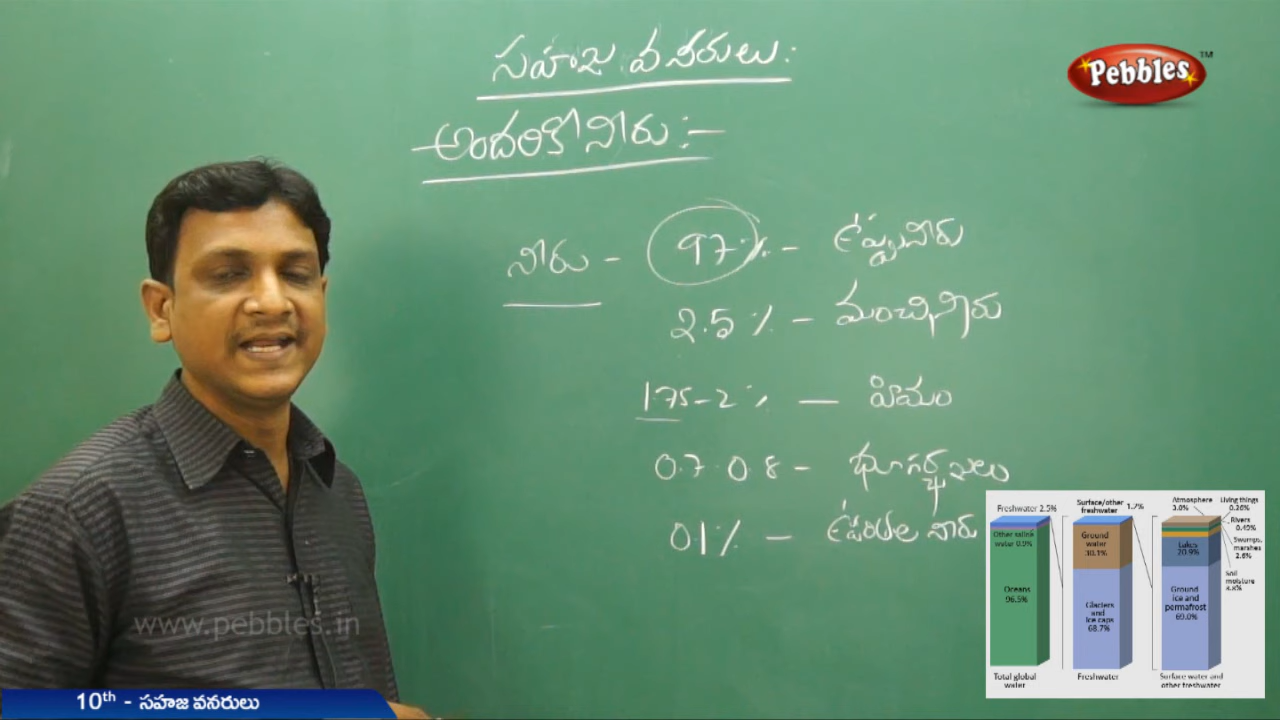 సహజ వనరులు:
Pebbles™
అందరికీ నీరు :-
నీరు - 97% - ఉప్పునీరు
2.5% - మంచినీరు
1.75-2% - హిమం
0.7 0.8 - భూగర్భజలు
01% - ఉపరితల నీరు
Freshwater 2.5%
Other saline water 0.9%
Oceans 96.5%
Total global water
Surface/other freshwater 1.2%
Ground water 30.1%
Glaciers and ice caps 68.7%
Freshwater
Atmosphere 3.0%
Living things 0.26%
Rivers 0.49%
Swamps, marshes 2.6%
Soil moisture 3.8%
Lakes 20.9%
Ground ice and permafrost 69.0%
Surface water and other freshwater
www.pebbles.in
10th - సహజ వనరులు